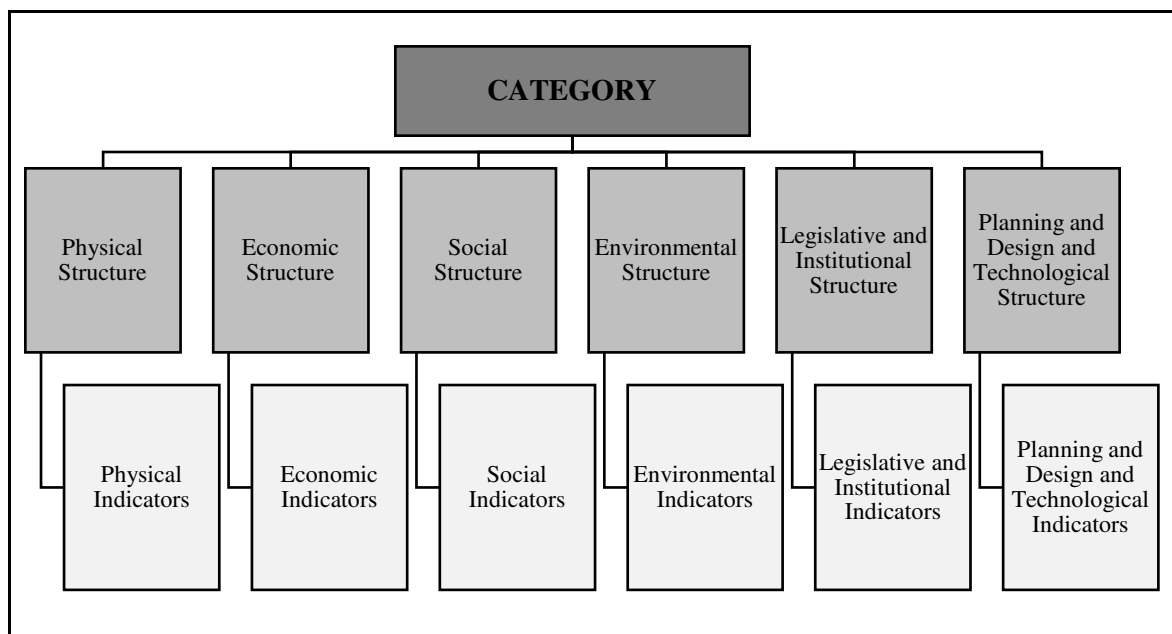 CATEGORY
Physical
Structure
Economic
Structure
Social
Structure
Environmental
Structure
Legislative and
Institutional
Structure
Planning and
Design and
Technological
Structure
Physical
Indicators
Economic
Indicators
Social
Indicators
Environmental
Indicators
Legislative and
Institutional
Indicators
Planning and
Design and
Technological
Indicators